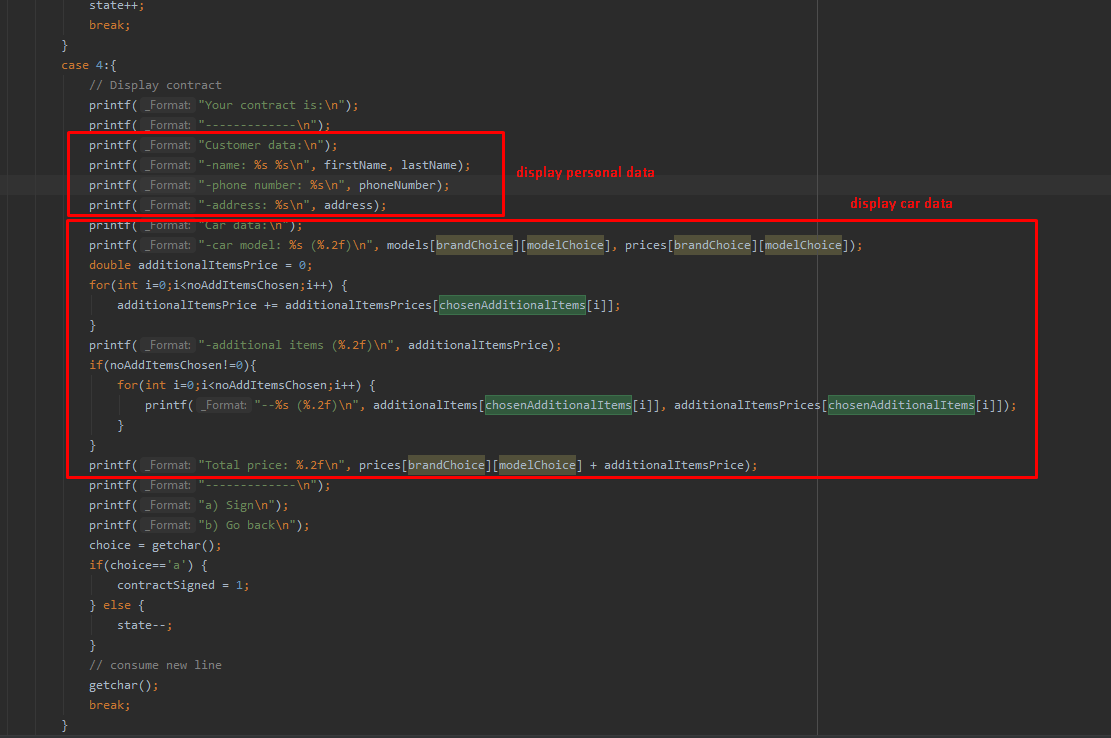 state++;
break;
}
case 4:{
// Display contract
printf( _Format: "Your contract is:\n");
printf( _Format: "-------------\n");
printf( _Format: "Customer data:\n");
printf( _Format: "-name: %s %s\n", firstName, lastName);
display personal data
printf( _Format: "-phone number: %s\n", phoneNumber);
printf( _Format: "-address: %s\n", address);
display car data
printf( _Format: "Car data:\n");
printf( _Format: "-car model: %s (%.2f)\n", models[brandChoice][modelChoice], prices[brandChoice][modelChoice]);
double additionalItemsPrice = 0;
for(int i=0;i<noAddItemsChosen;i++) {
additionalItemsPrice += additionalItemsPrices[chosenAdditionalItems[i]];
}
printf( _Format: "-additional items (%.2f)\n", additionalItemsPrice);
if(noAddItemsChosen!=0){
for(int i=0;i<noAddItemsChosen;i++) {
printf( _Format: "--%s (%.2f)\n", additionalItems[chosenAdditionalItems[i]], additionalItemsPrices[chosenAdditionalItems[i]]);
}
}
printf( _Format: "Total price: %.2f\n", prices[brandChoice][modelChoice] + additionalItemsPrice);
printf( _Format: "-------------\n");
printf( _Format: "a) Sign\n");
printf( _Format: "b) Go back\n");
choice = getchar();
if(choice=='a') {
contractSigned = 1;
} else {
state--;
}
// consume new line
getchar();
break;
}